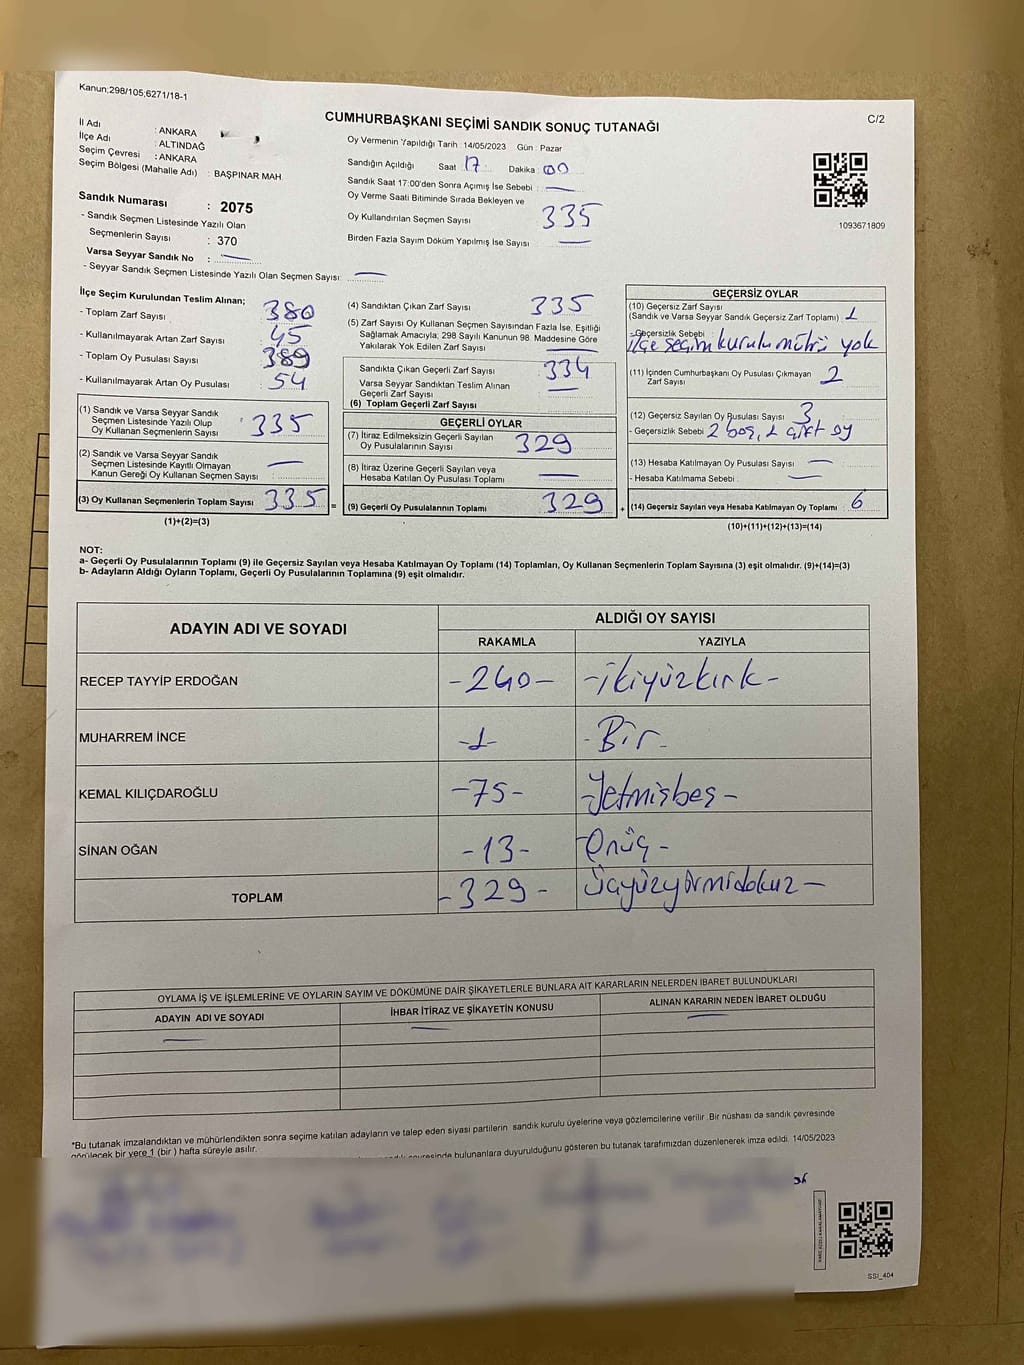 Kanun;298/105;6271/18-1
CUMHURBAŞKANI SEÇİMİ SANDIK SONUÇ TUTANAĞI
C/2
İl Adı : ANKARA
İlçe Adı : ALTINDAĞ
Seçim Çevresi : ANKARA
Seçim Bölgesi (Mahalle Adı) : BAŞPINAR MAH.
Sandık Numarası : 2075
- Sandık Seçmen Listesinde Yazılı Olan
Seçmenlerin Sayısı : 370
Varsa Seyyar Sandık No : —
- Seyyar Sandık Seçmen Listesinde Yazılı Olan Seçmen Sayısı: —
Oy Vermenin Yapıldığı Tarih : 14/05/2023 Gün : Pazar
Sandığın Açıldığı Saat 17 Dakika 00
Sandık Saat 17:00'den Sonra Açımış İse Sebebi : —
Oy Verme Saati Bitiminde Sırada Bekleyen ve
Oy Kullandırılan Seçmen Sayısı 335
Birden Fazla Sayım Döküm Yapılmış İse Sayısı —
1093671809
İlçe Seçim Kurulundan Teslim Alınan;
- Toplam Zarf Sayısı : 380
- Kullanılmayarak Artan Zarf Sayısı : 45
- Toplam Oy Pusulası Sayısı : 389
- Kullanılmayarak Artan Oy Pusulası : 54
(1) Sandık ve Varsa Seyyar Sandık
Seçmen Listesinde Yazılı Olup
Oy Kullanan Seçmenlerin Sayısı : 335
(2) Sandık ve Varsa Seyyar Sandık
Seçmen Listesinde Kayıtlı Olmayan
Kanun Gereği Oy Kullanan Seçmen Sayısı : —
(3) Oy Kullanan Seçmenlerin Toplam Sayısı 335 =
(1)+(2)=(3)
(4) Sandıktan Çıkan Zarf Sayısı 335
(5) Zarf Sayısı Oy Kullanan Seçmen Sayısından Fazla İse, Eşitliği
Sağlamak Amacıyla, 298 Sayılı Kanunun 98. Maddesine Göre
Yakılarak Yok Edilen Zarf Sayısı —
Sandıkta Çıkan Geçerli Zarf Sayısı 334
Varsa Seyyar Sandıktan Teslim Alınan
Geçerli Zarf Sayısı —
(6) Toplam Geçerli Zarf Sayısı
GEÇERLİ OYLAR
(7) İtiraz Edilmeksizin Geçerli Sayılan
Oy Pusulasının Sayısı 329
(8) İtiraz Üzerine Geçerli Sayılan veya
Hesaba Katılan Oy Pusulası Toplamı —
(9) Geçerli Oy Pusulalarının Toplamı 329 +
GEÇERSİZ OYLAR
(10) Geçersiz Zarf Sayısı
(Sandık ve Varsa Seyyar Sandık Geçersiz Zarf Toplamı) 1
- Geçersizlik Sebebi :
ilçe seçim kurulu mührü yok
(11) İçinden Cumhurbaşkanı Oy Pusulası Çıkmayan
Zarf Sayısı 2
(12) Geçersiz Sayılan Oy Pusulası Sayısı 3
- Geçersizlik Sebebi 2 boş, 1 çift oy
(13) Hesaba Katılmayan Oy Pusulası Sayısı —
- Hesaba Katılmama Sebebi : —
(14) Geçersiz Sayılan veya Hesaba Katılmayan Oy Toplamı 6
(10)+(11)+(12)+(13)=(14)
NOT:
a- Geçerli Oy Pusulalarının Toplamı (9) ile Geçersiz Sayılan veya Hesaba Katılmayan Oy Toplamı (14) Toplamları, Oy Kullanan Seçmenlerin Toplam Sayısına (3) eşit olmalıdır. (9)+(14)=(3)
b- Adayların Aldığı Oyların Toplamı, Geçerli Oy Pusulalarının Toplamına (9) eşit olmalıdır.
ADAYIN ADI VE SOYADI
ALDIĞI OY SAYISI
RAKAMLA YAZIYLA
RECEP TAYYİP ERDOĞAN -240- -ikiyüzkırk-
MUHARREM İNCE -1- -Bir-
KEMAL KILIÇDAROĞLU -75- -Yetmişbeş-
SİNAN OĞAN -13- -Onüç-
TOPLAM -329- Üçyüzyirmidokuz-
OYLAMA İŞ VE İŞLEMLERİNE VE OYLARIN SAYIM VE DÖKÜMÜNE DAİR ŞİKAYETLERLE BUNLARA AİT KARARLARIN NELERDEN İBARET BULUNDUKLARI
ADAYIN ADI VE SOYADI İHBAR İTİRAZ VE ŞİKAYETİN KONUSU ALINAN KARARIN NEDEN İBARET OLDUĞU
— — —
*Bu tutanak imzalandıktan ve mühürlendikten sonra seçime katılan adayların ve talep eden siyasi partilerin sandık kurulu üyelerine veya gözlemcilerine verilir .Bir nüshası da sandık çevresinde
görülecek bir yere 1 (bir ) hafta süreyle asılır.
bulunanlara duyurulduğunu gösteren bu tutanak tarafımızdan düzenlenerek imza edildi. 14/05/2023
SSI_404